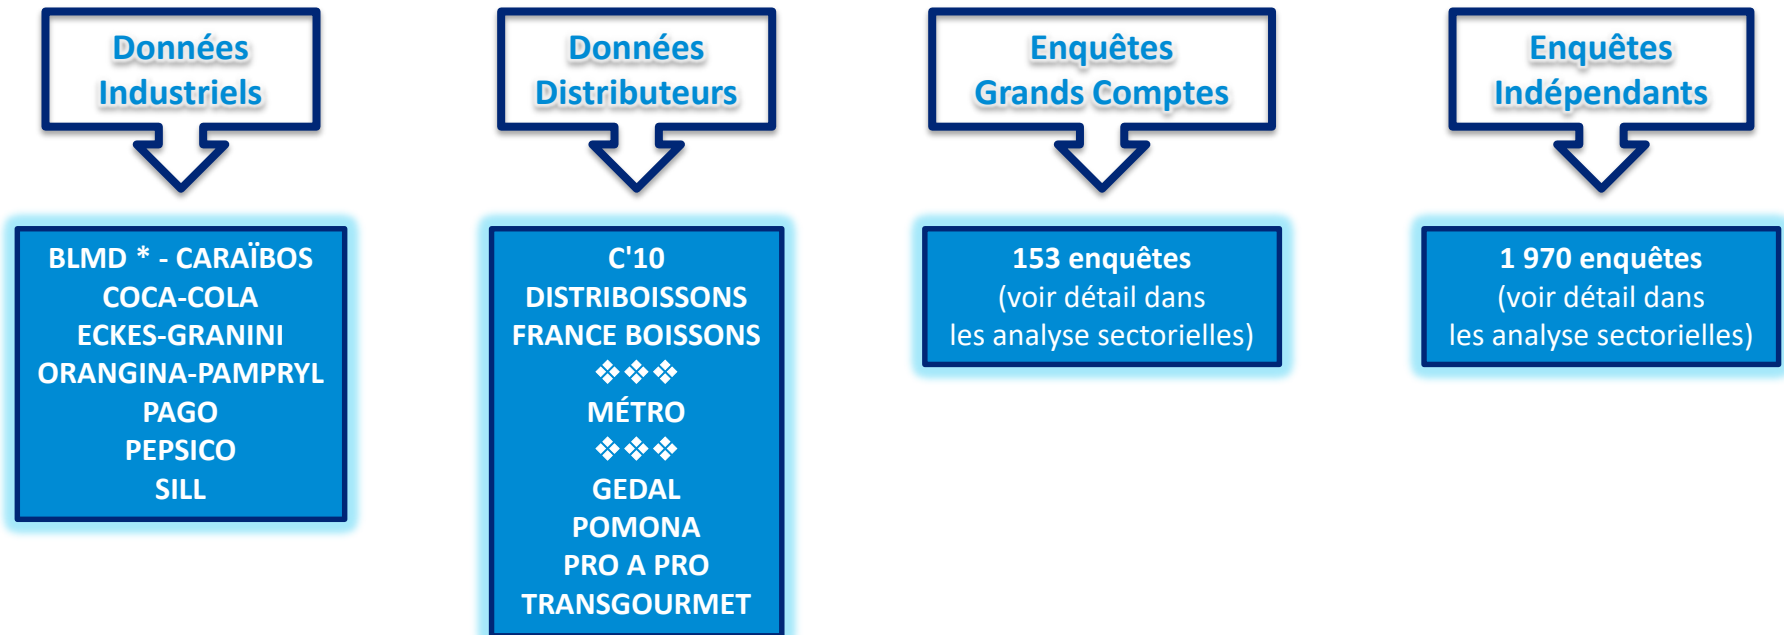 Données
Industriels
BLMD * - CARAÏBOS
COCA-COLA
ECKES-GRANINI
ORANGINA-PAMPRYL
PAGO
PEPSICO
SILL
Données
Distributeurs
C'10
DISTRIBOISSONS
FRANCE BOISSONS
❖❖❖
MÉTRO
❖❖❖
GEDAL
POMONA
PRO A PRO
TRANSGOURMET
Enquêtes
Grands Comptes
153 enquêtes
(voir détail dans
les analyse sectorielles)
Enquêtes
Indépendants
1 970 enquêtes
(voir détail dans
les analyse sectorielles)